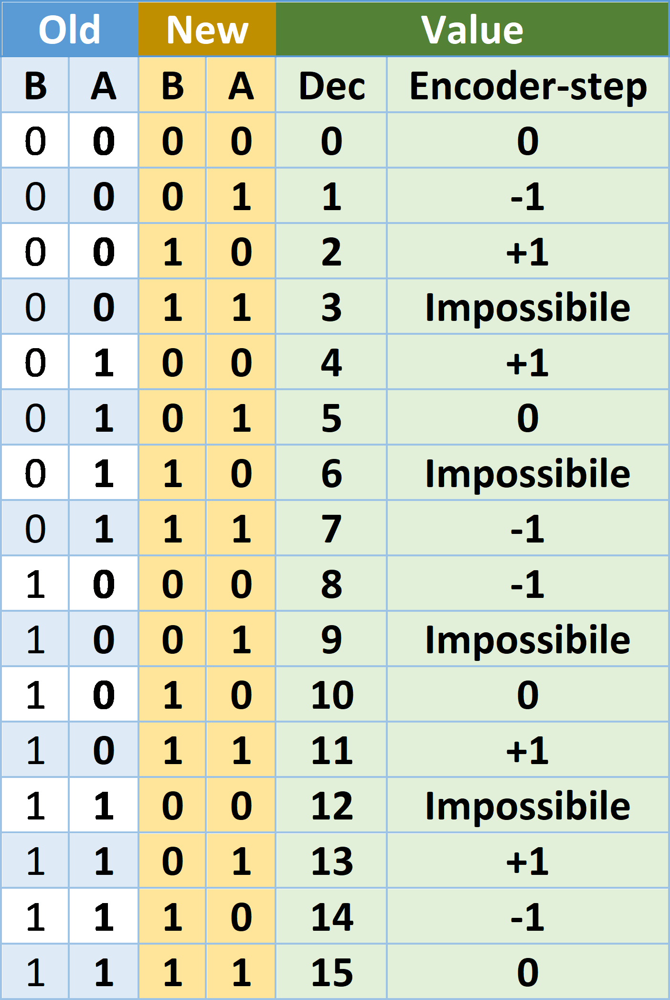 Old New Value
B A B A Dec Encoder-step
0 0 0 0 0 0
0 0 0 1 1 -1
0 0 1 0 2 +1
0 0 1 1 3 Impossibile
0 1 0 0 4 +1
0 1 0 1 5 0
0 1 1 0 6 Impossibile
0 1 1 1 7 -1
1 0 0 0 8 -1
1 0 0 1 9 Impossibile
1 0 1 0 10 0
1 0 1 1 11 +1
1 1 0 0 12 Impossibile
1 1 0 1 13 +1
1 1 1 0 14 -1
1 1 1 1 15 0